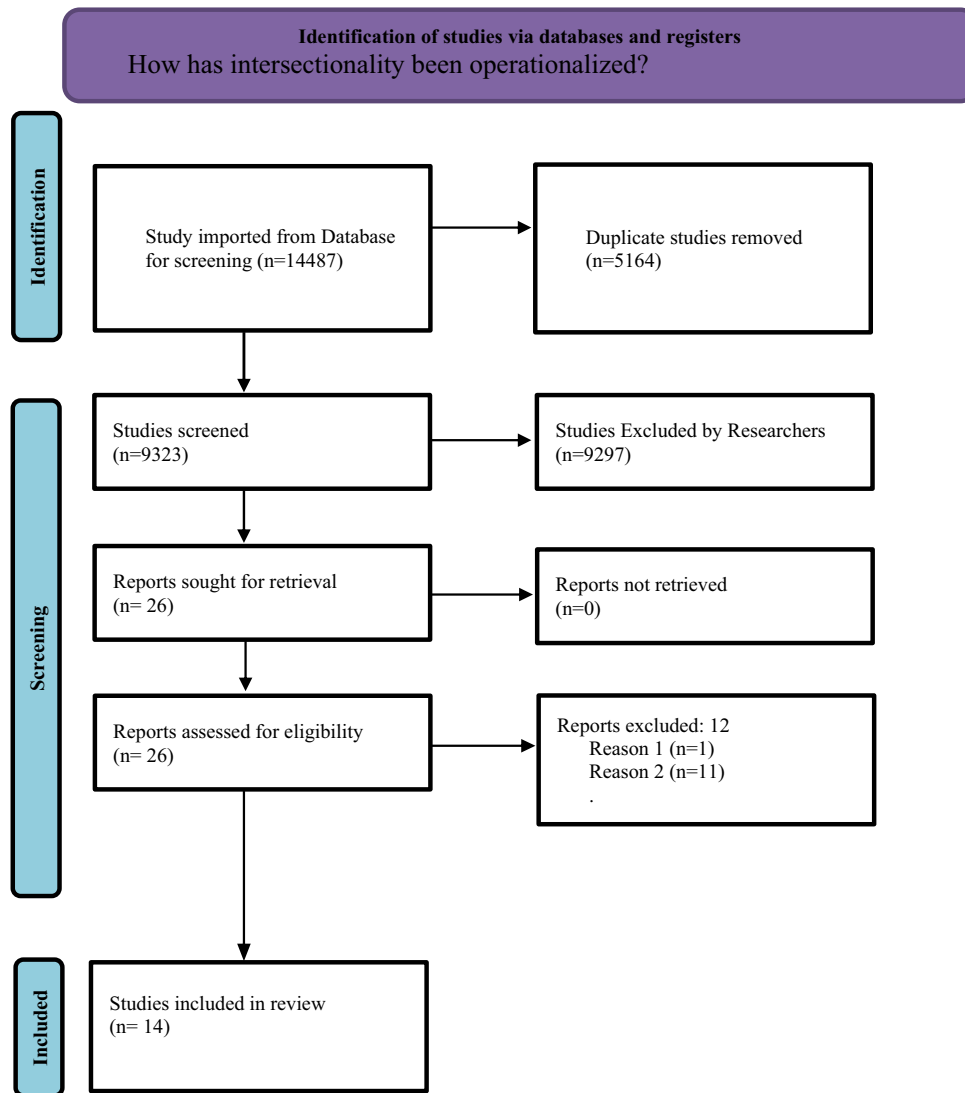 Identification of studies via databases and registers
How has intersectionality been operationalized?
Identification
Study imported from Database
for screening (n=14487)
Duplicate studies removed
(n=5164)
Screening
Studies screened
(n=9323)
Studies Excluded by Researchers
(n=9297)
Reports sought for retrieval
(n= 26)
Reports not retrieved
(n=0)
Reports assessed for eligibility
(n= 26)
Reports excluded: 12
Reason 1 (n=1)
Reason 2 (n=11)
.
Included
Studies included in review
(n= 14)